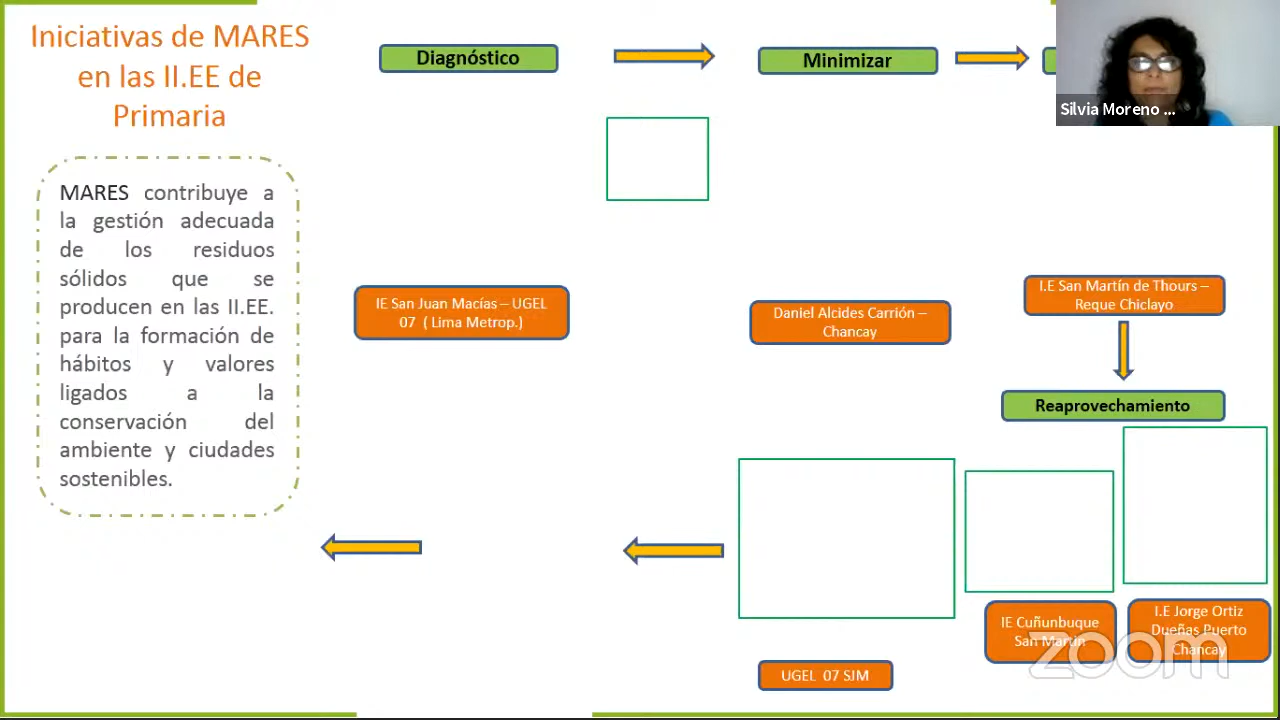 Iniciativas de MARES
en las II.EE de
Primaria
MARES contribuye a
la gestión adecuada
de los residuos
sólidos que se
producen en las II.EE.
para la formación de
hábitos y valores
ligados a la
conservación del
ambiente y ciudades
sostenibles.
Diagnóstico
Minimizar
Silvia Moreno ...
IE San Juan Macías – UGEL
07 ( Lima Metrop.)
Daniel Alcides Carrión –
Chancay
I.E San Martín de Thours –
Reque Chiclayo
Reaprovechamiento
IE Cuñunbuque
San Martin
I.E Jorge Ortiz
Dueñas Puerto
Chancay
UGEL 07 SJM
zoom